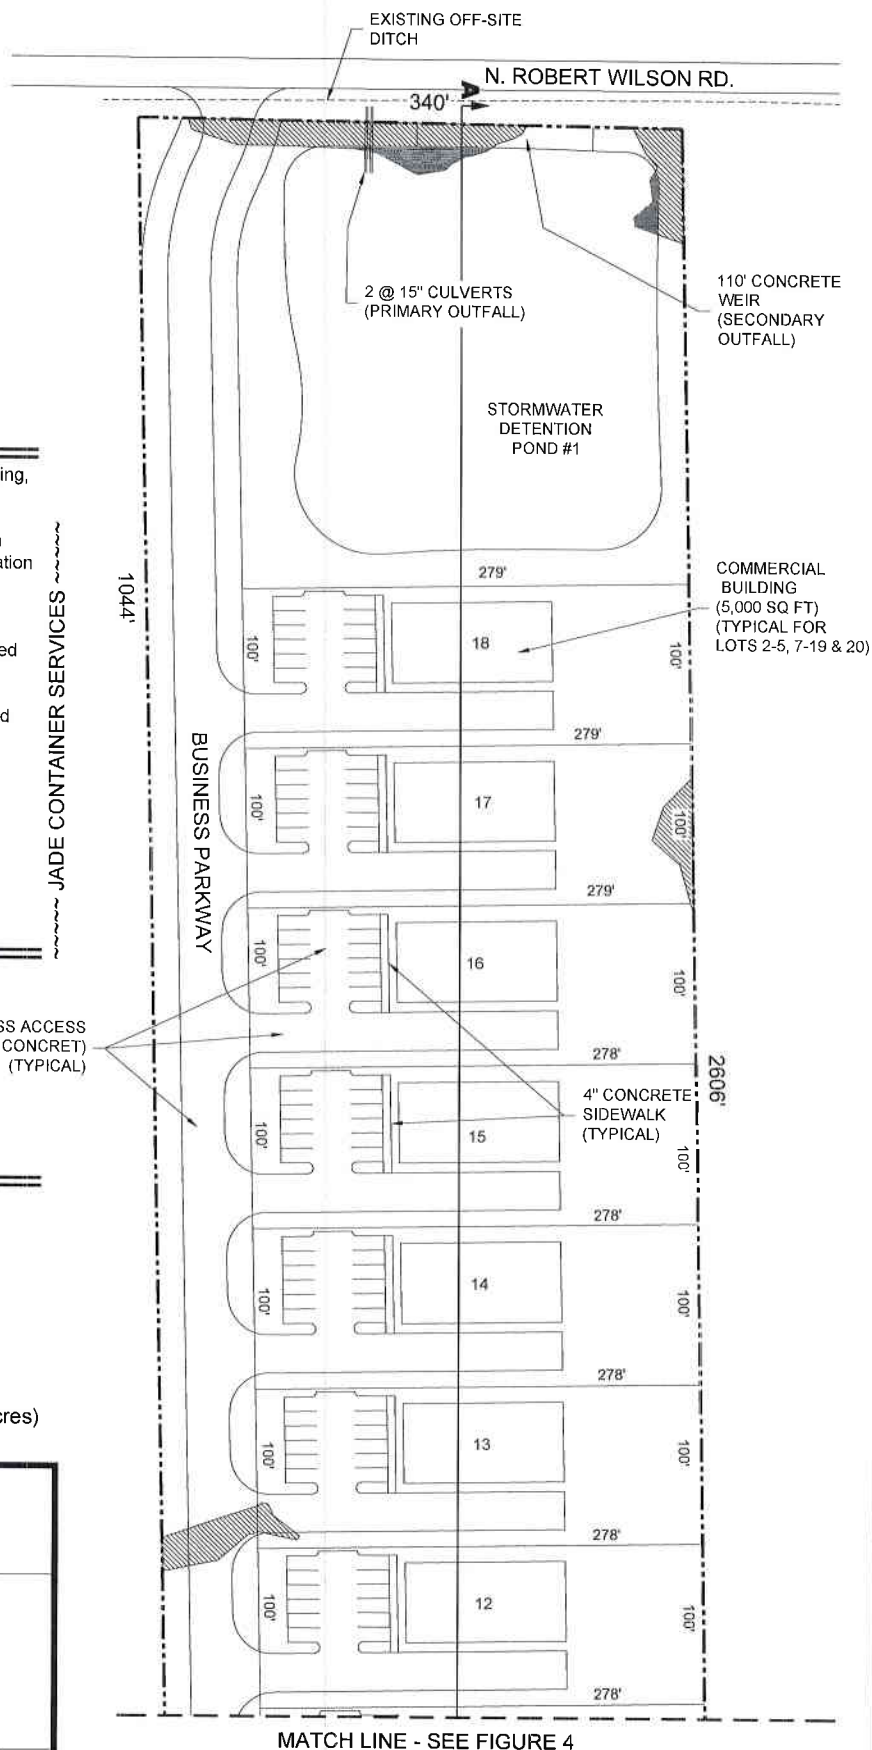 EXISTING OFF-SITE
DITCH
N. ROBERT WILSON RD.
340'
A
2 @ 15" CULVERTS
(PRIMARY OUTFALL)
110' CONCRETE
WEIR
(SECONDARY
OUTFALL)
STORMWATER
DETENTION
POND #1
ing,
ation
ed
d
~~~~~ JADE CONTAINER SERVICES ~~~~~
1044'
BUSINESS PARKWAY
279'
COMMERCIAL
BUILDING
(5,000 SQ FT)
(TYPICAL FOR
LOTS 2-5, 7-19 & 20)
100'
18
100'
279'
100'
17
100'
279'
100'
16
100'
SS ACCESS
CONCRET)
(TYPICAL)
278'
2606'
4" CONCRETE
SIDEWALK
(TYPICAL)
100'
15
100'
278'
100'
14
100'
278'
100'
13
100'
cres)
278'
100'
12
100'
278'
MATCH LINE - SEE FIGURE 4